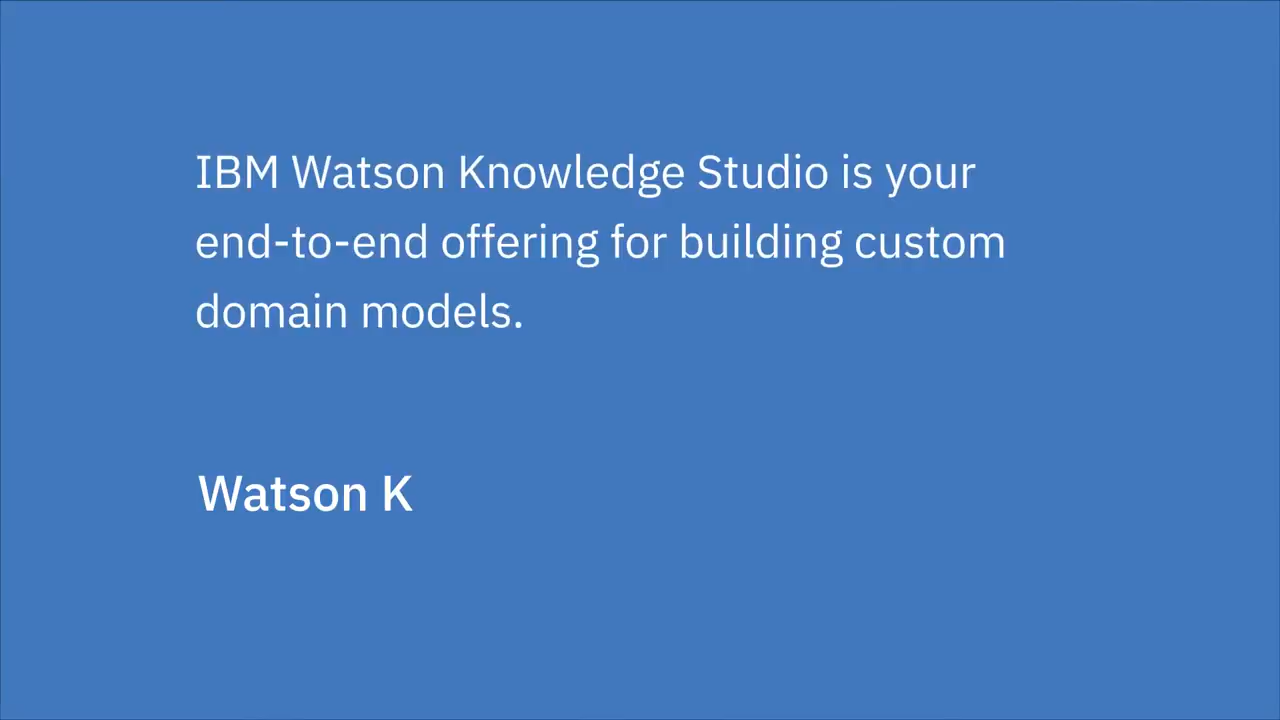 IBM Watson Knowledge Studio is your
end-to-end offering for building custom
domain models.
Watson K